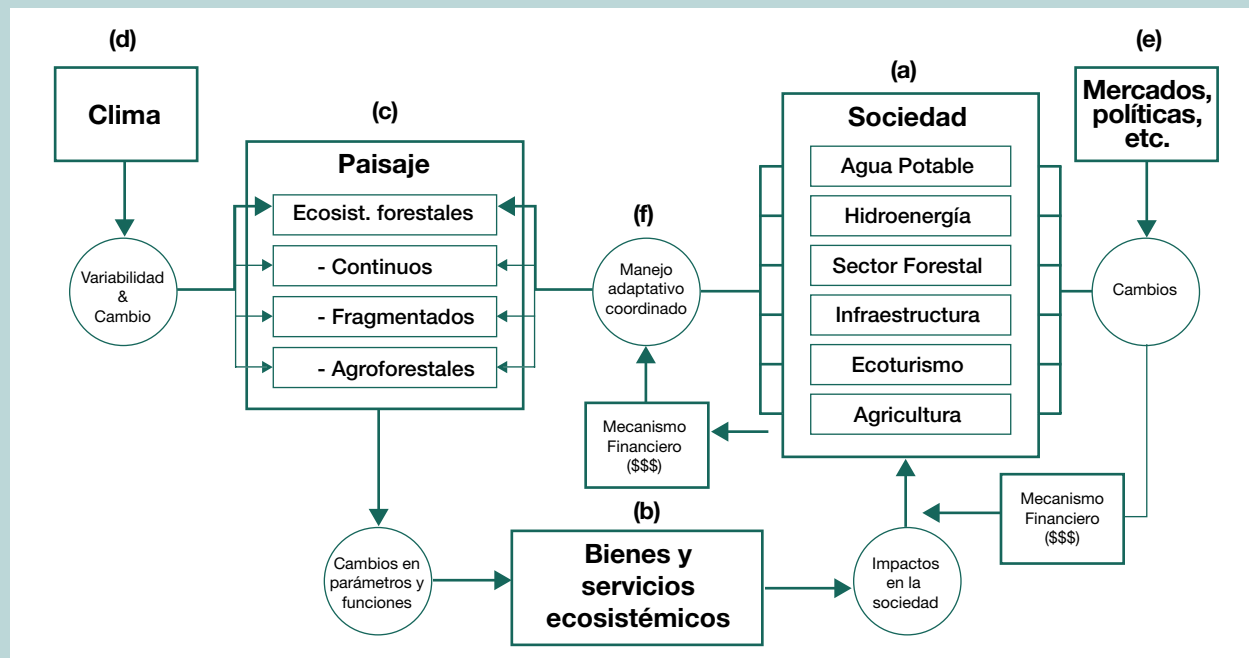 (d)
Clima
Variabilidad
&
Cambio
(c)
Paisaje
Ecosist. forestales
- Continuos
- Fragmentados
- Agroforestales
(f)
Manejo
adaptativo
coordinado
Mecanismo
Financiero
($$$)
(a)
Sociedad
Agua Potable
Hidroenergía
Sector Forestal
Infraestructura
Ecoturismo
Agricultura
(e)
Mercados,
políticas,
etc.
Cambios
Mecanismo
Financiero
($$$)
Cambios en
parámetros y
funciones
(b)
Bienes y
servicios
ecosistémicos
Impactos
en la
sociedad